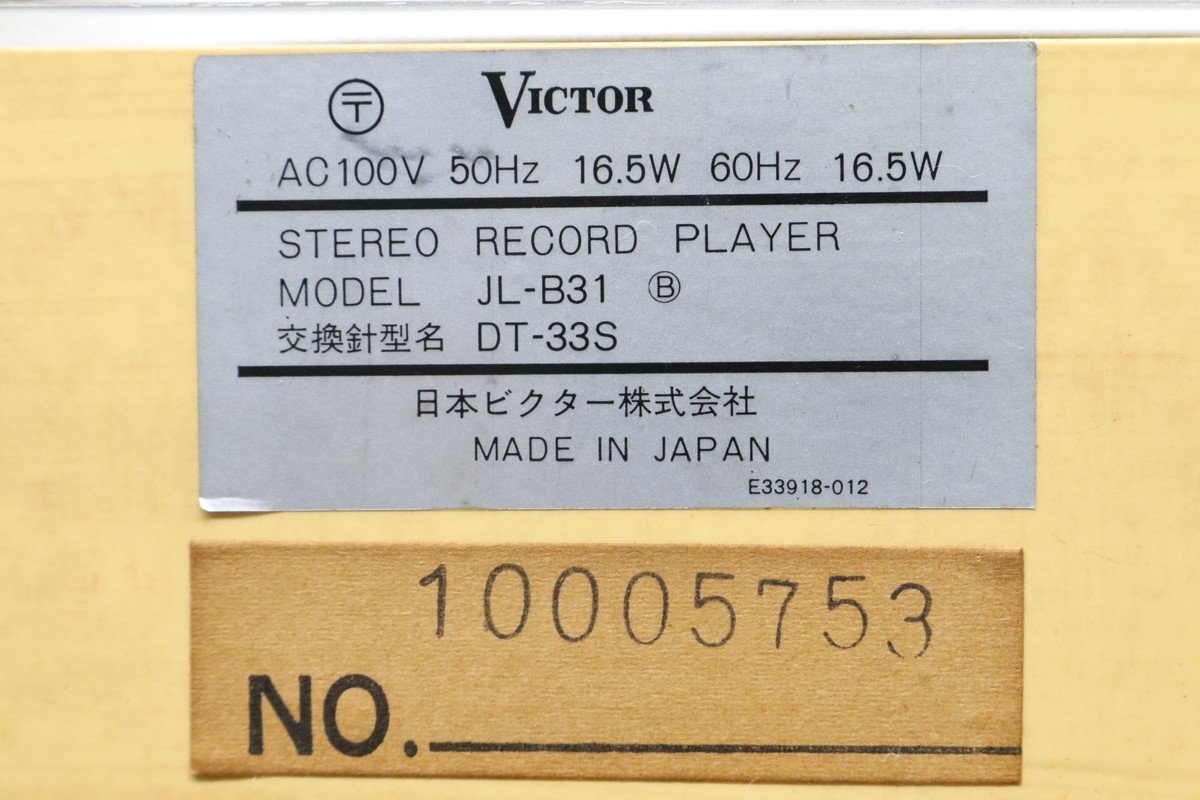 〶 VICTOR
AC100V 50Hz 16.5W 60Hz 16.5W
STEREO RECORD PLAYER
MODEL JL-B31 Ⓑ
交換針型名 DT-33S
日本ビクター株式会社
MADE IN JAPAN
E33918-012
10005753
NO.